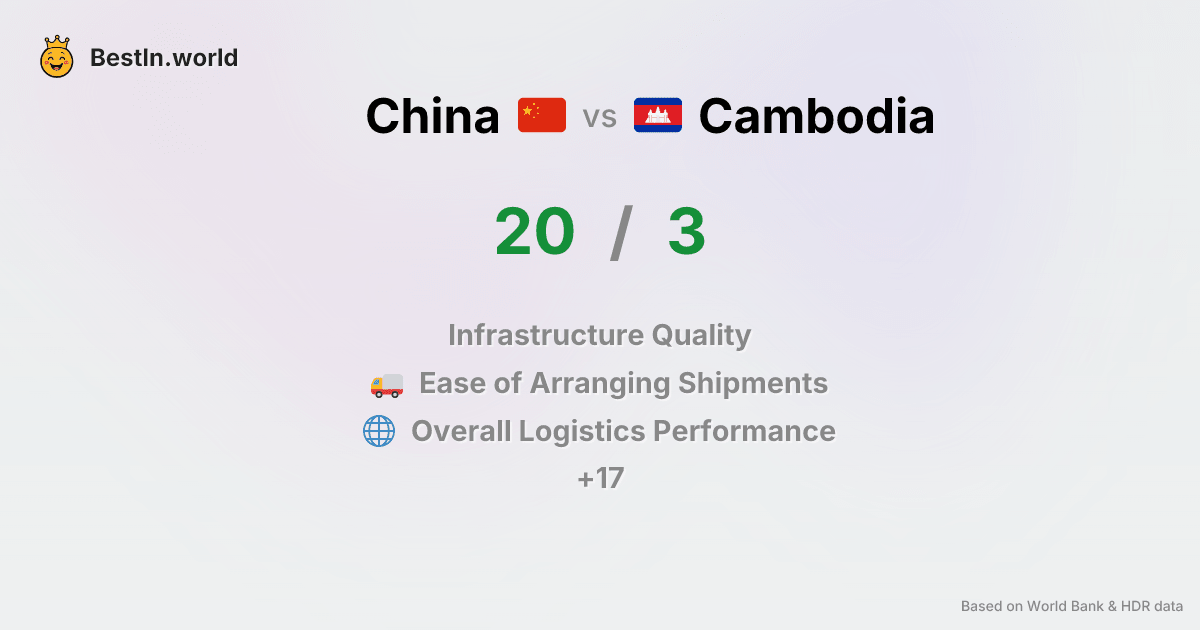 BestIn.world
China vs Cambodia
20 / 3
Infrastructure Quality
Ease of Arranging Shipments
Overall Logistics Performance
+17
Based on World Bank & HDR data